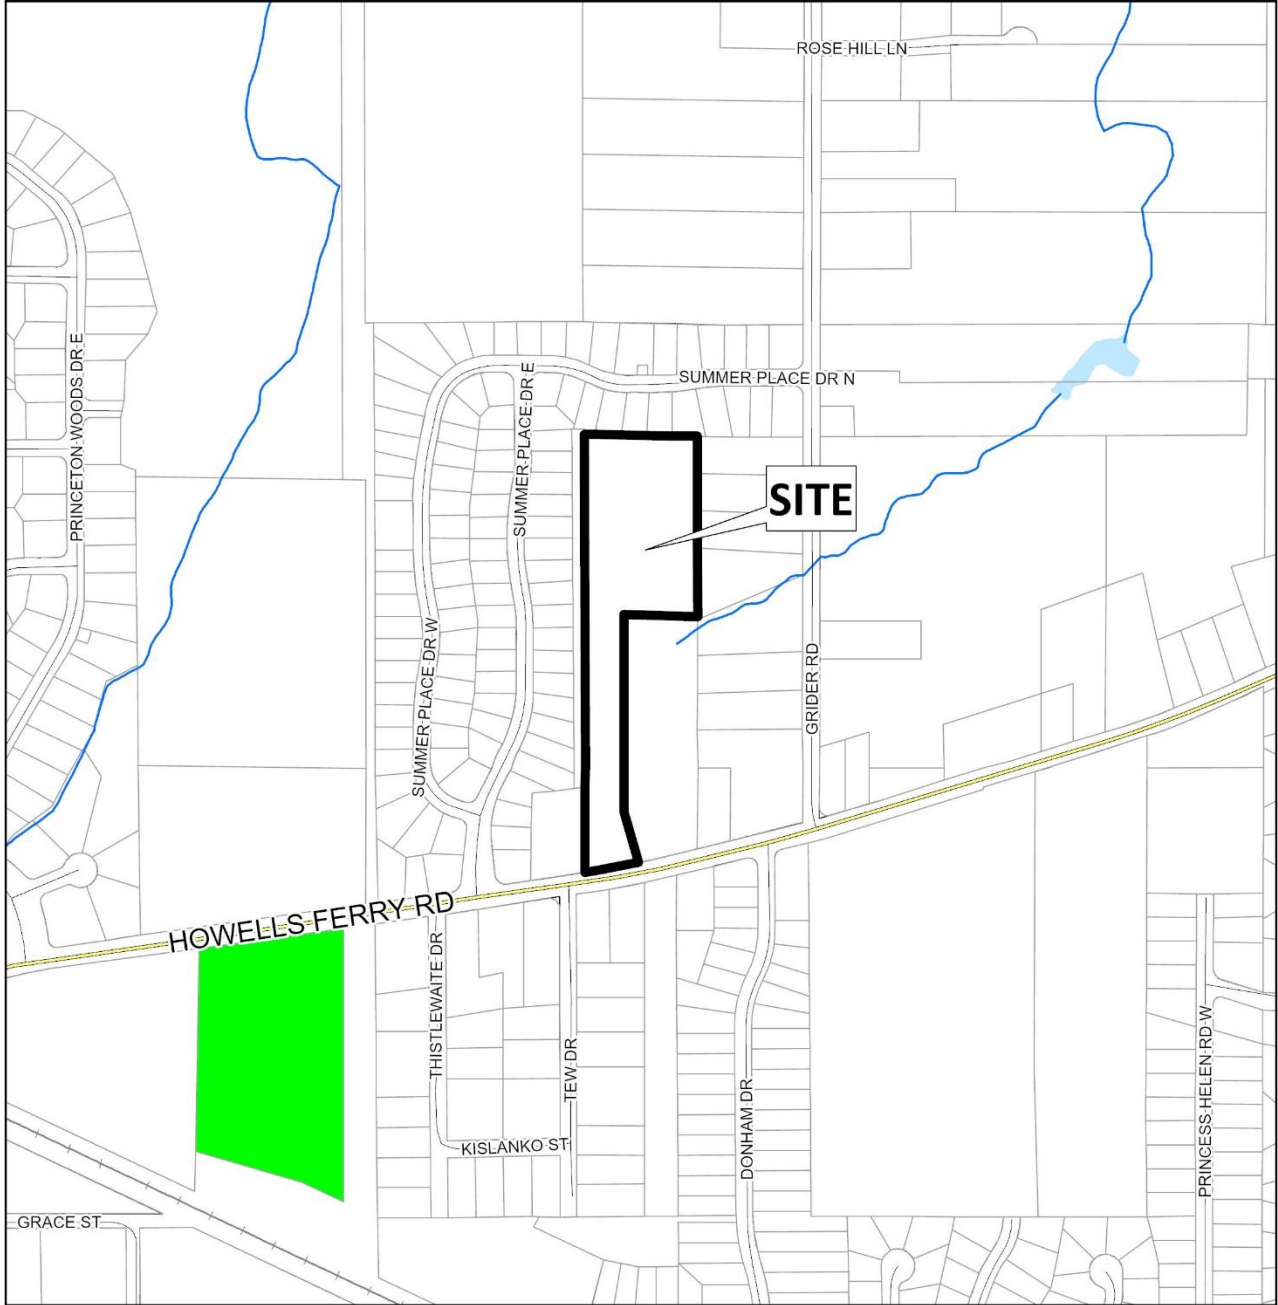 ROSE HILL LN
PRINCETON WOODS DR E
SUMMER PLACE DR N
SUMMER PLACE DR E
SITE
SUMMER PLACE DR W
GRIDER RD
HOWELLS FERRY RD
THISTLEWAITE DR
TEW DR
DONHAM DR
PRINCESS HELEN RD W
KISLANKO ST
GRACE ST